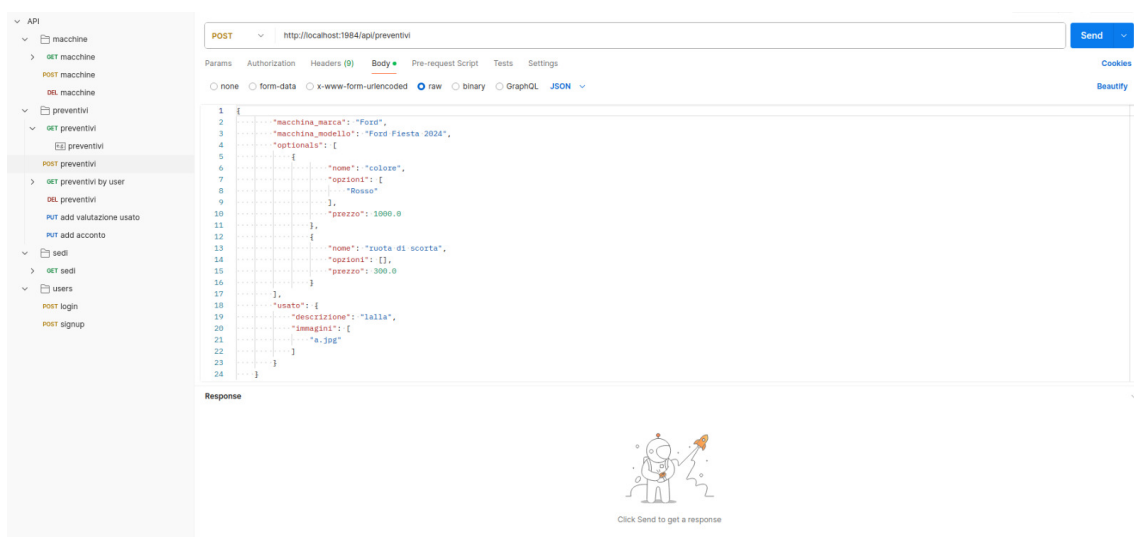 API
macchine
GET macchine
POST macchine
DEL macchine
preventivi
GET preventivi
e.g. preventivi
POST preventivi
GET preventivi by user
DEL preventivi
PUT add valutazione usato
PUT add acconto
sedi
GET sedi
users
POST login
POST signup
POST http://localhost:1984/api/preventivi Send
Params Authorization Headers (9) Body Pre-request Script Tests Settings Cookies
none form-data x-www-form-urlencoded raw binary GraphQL JSON Beautify
1 {
2 "macchina_marca": "Ford",
3 "macchina_modello": "Ford Fiesta 2024",
4 "optionals": [
5 {
6 "nome": "colore",
7 "opzioni": [
8 "Rosso"
9 ],
10 "prezzo": 1000.0
11 },
12 {
13 "nome": "ruota di scorta",
14 "opzioni": [],
15 "prezzo": 300.0
16 }
17 ],
18 "usato": {
19 "descrizione": "lalla",
20 "immagini": [
21 "a.jpg"
22 ]
23 }
24 }
Response
Click Send to get a response